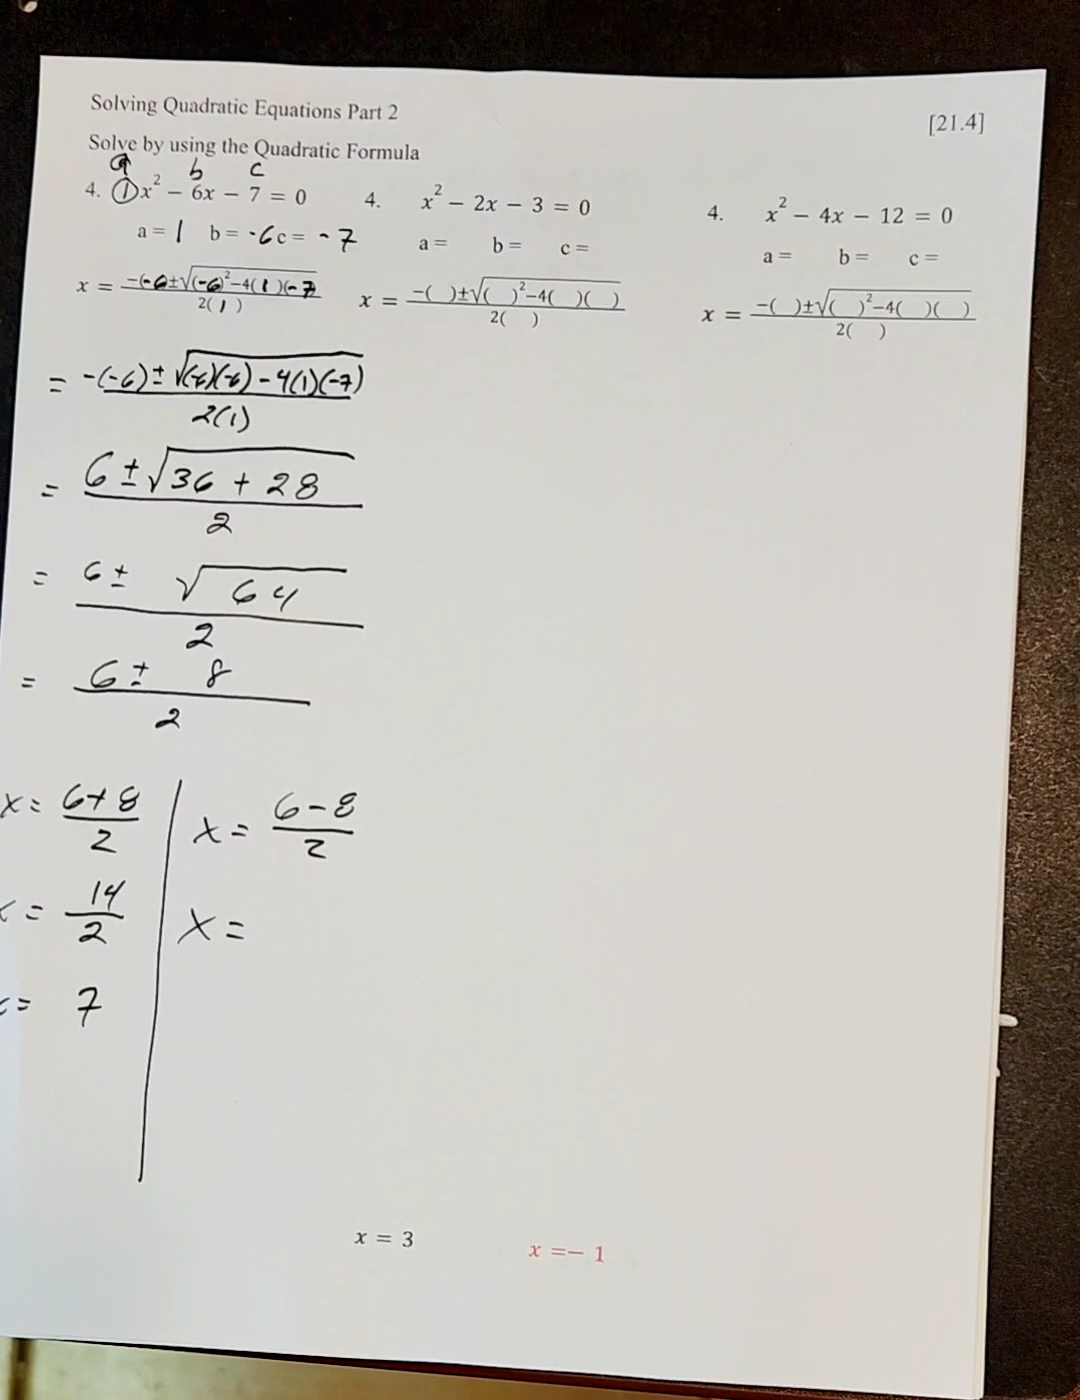 Solving Quadratic Equations Part 2
[21.4]
Solve by using the Quadratic Formula
a b c
4. 1x² − 6x − 7 = 0
a = 1 b = -6 c = -7
x = −(-6±√(-6)²−4(1)(-7
2(1)
= -(-6) ± √(-6)(-6) - 4(1)(-7)
2(1)
= 6 ± √36 + 28
2
= 6 ± √64
2
= 6 ± 8
2
x = 6+8
2
x = 14
2
x = 7
x = 6-8
2
x =
4. x² − 2x − 3 = 0
a = b = c =
x = −( )±√( )²−4( )( )
2( )
x = 3 x =− 1
4. x² − 4x − 12 = 0
a = b = c =
x = −( )±√( )²−4( )( )
2( )